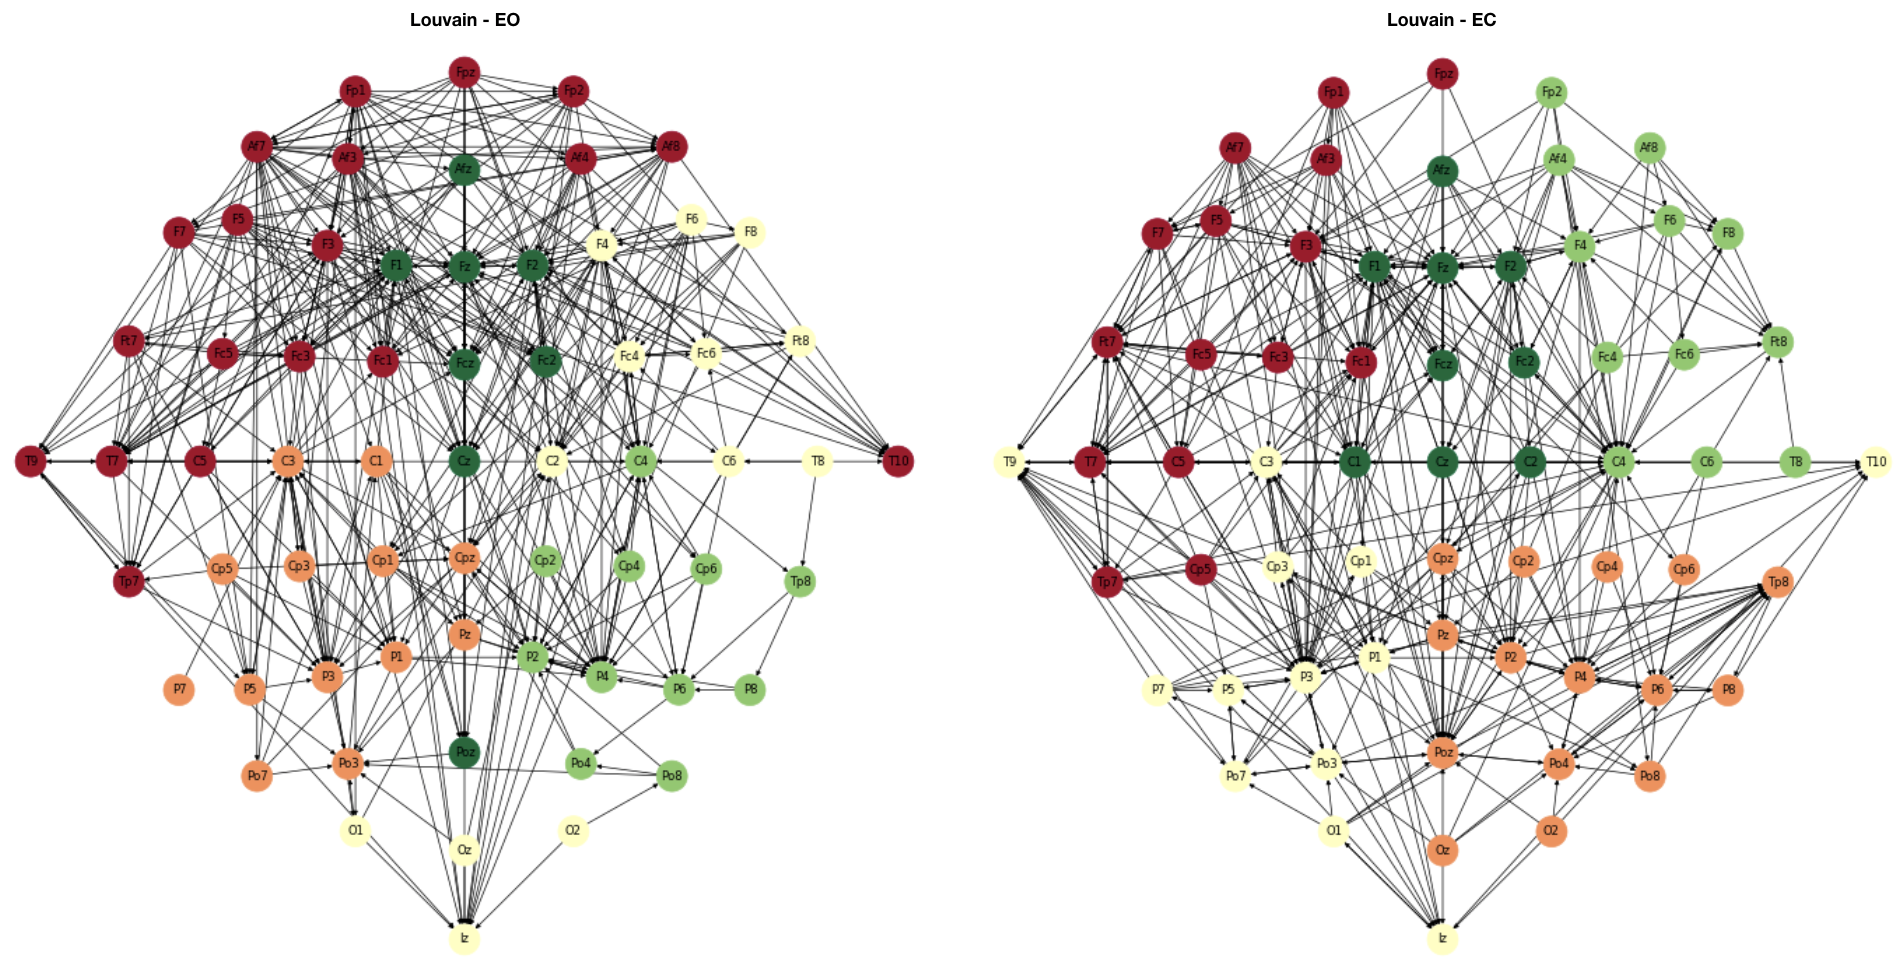 Louvain - EO
Fpz
Fp1 Fp2
Af7 Af3 Afz Af4 Af8
F7 F5 F3 F1 Fz F2 F4 F6 F8
Ft7 Fc5 Fc3 Fc1 Fcz Fc2 Fc4 Fc6 Ft8
T9 T7 C5 C3 C1 Cz C2 C4 C6 T8 T10
Tp7 Cp5 Cp3 Cp1 Cpz Cp2 Cp4 Cp6 Tp8
P7 P5 P3 P1 Pz P2 P4 P6 P8
Po7 Po3 Poz Po4 Po8
O1 Oz O2
Iz
Louvain - EC
Fpz
Fp1 Fp2
Af7 Af3 Afz Af4 Af8
F7 F5 F3 F1 Fz F2 F4 F6 F8
Ft7 Fc5 Fc3 Fc1 Fcz Fc2 Fc4 Fc6 Ft8
T9 T7 C5 C3 C1 Cz C2 C4 C6 T8 T10
Tp7 Cp5 Cp3 Cp1 Cpz Cp2 Cp4 Cp6 Tp8
P7 P5 P3 P1 Pz P2 P4 P6 P8
Po7 Po3 Poz Po4 Po8
O1 Oz O2
Iz